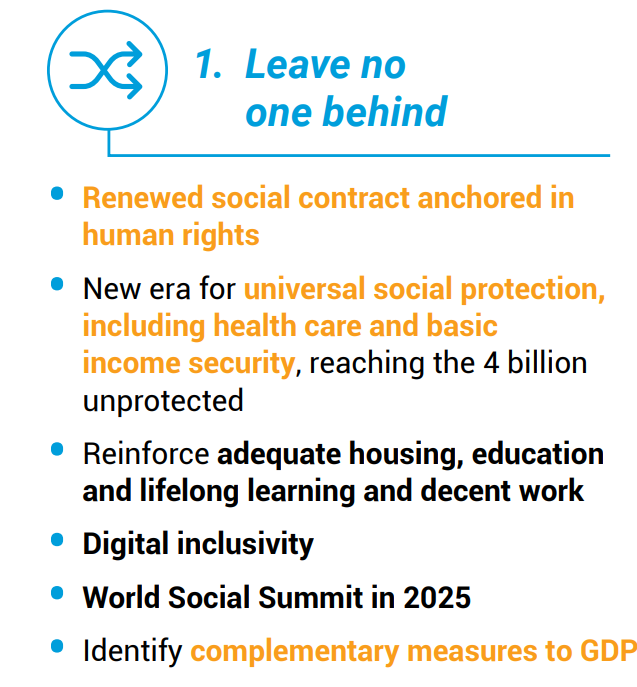 1. Leave no
one behind
• Renewed social contract anchored in
human rights
• New era for universal social protection,
including health care and basic
income security, reaching the 4 billion
unprotected
• Reinforce adequate housing, education
and lifelong learning and decent work
• Digital inclusivity
• World Social Summit in 2025
• Identify complementary measures to GDP